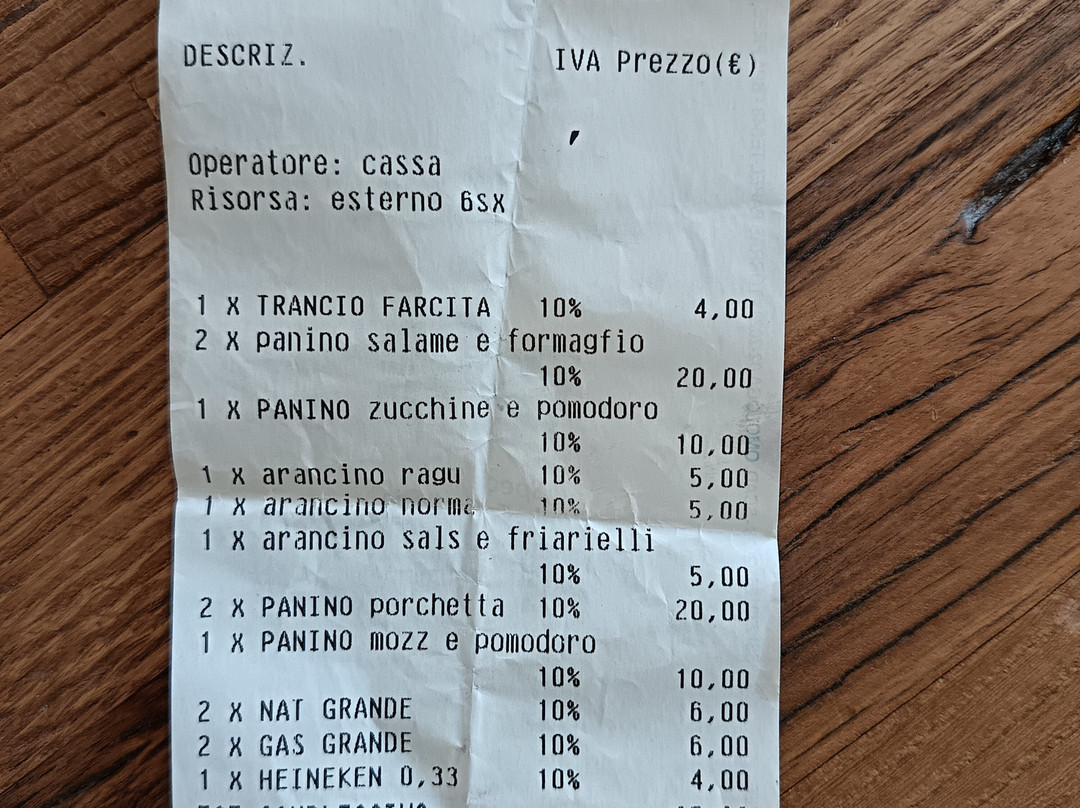 DESCRIZ. IVA Prezzo(€)
Operatore: cassa
Risorsa: esterno 6sx
1 X TRANCIO FARCITA 10% 4,00
2 X panino salame e formagfio
10% 20,00
1 X PANINO zucchine e pomodoro
10% 10,00
1 X arancino ragu 10% 5,00
1 X arancino norma 10% 5,00
1 X arancino sals e friarielli
10% 5,00
2 X PANINO porchetta 10% 20,00
1 X PANINO mozz e pomodoro
10% 10,00
2 X NAT GRANDE 10% 6,00
2 X GAS GRANDE 10% 6,00
1 X HEINEKEN 0,33 10% 4,00